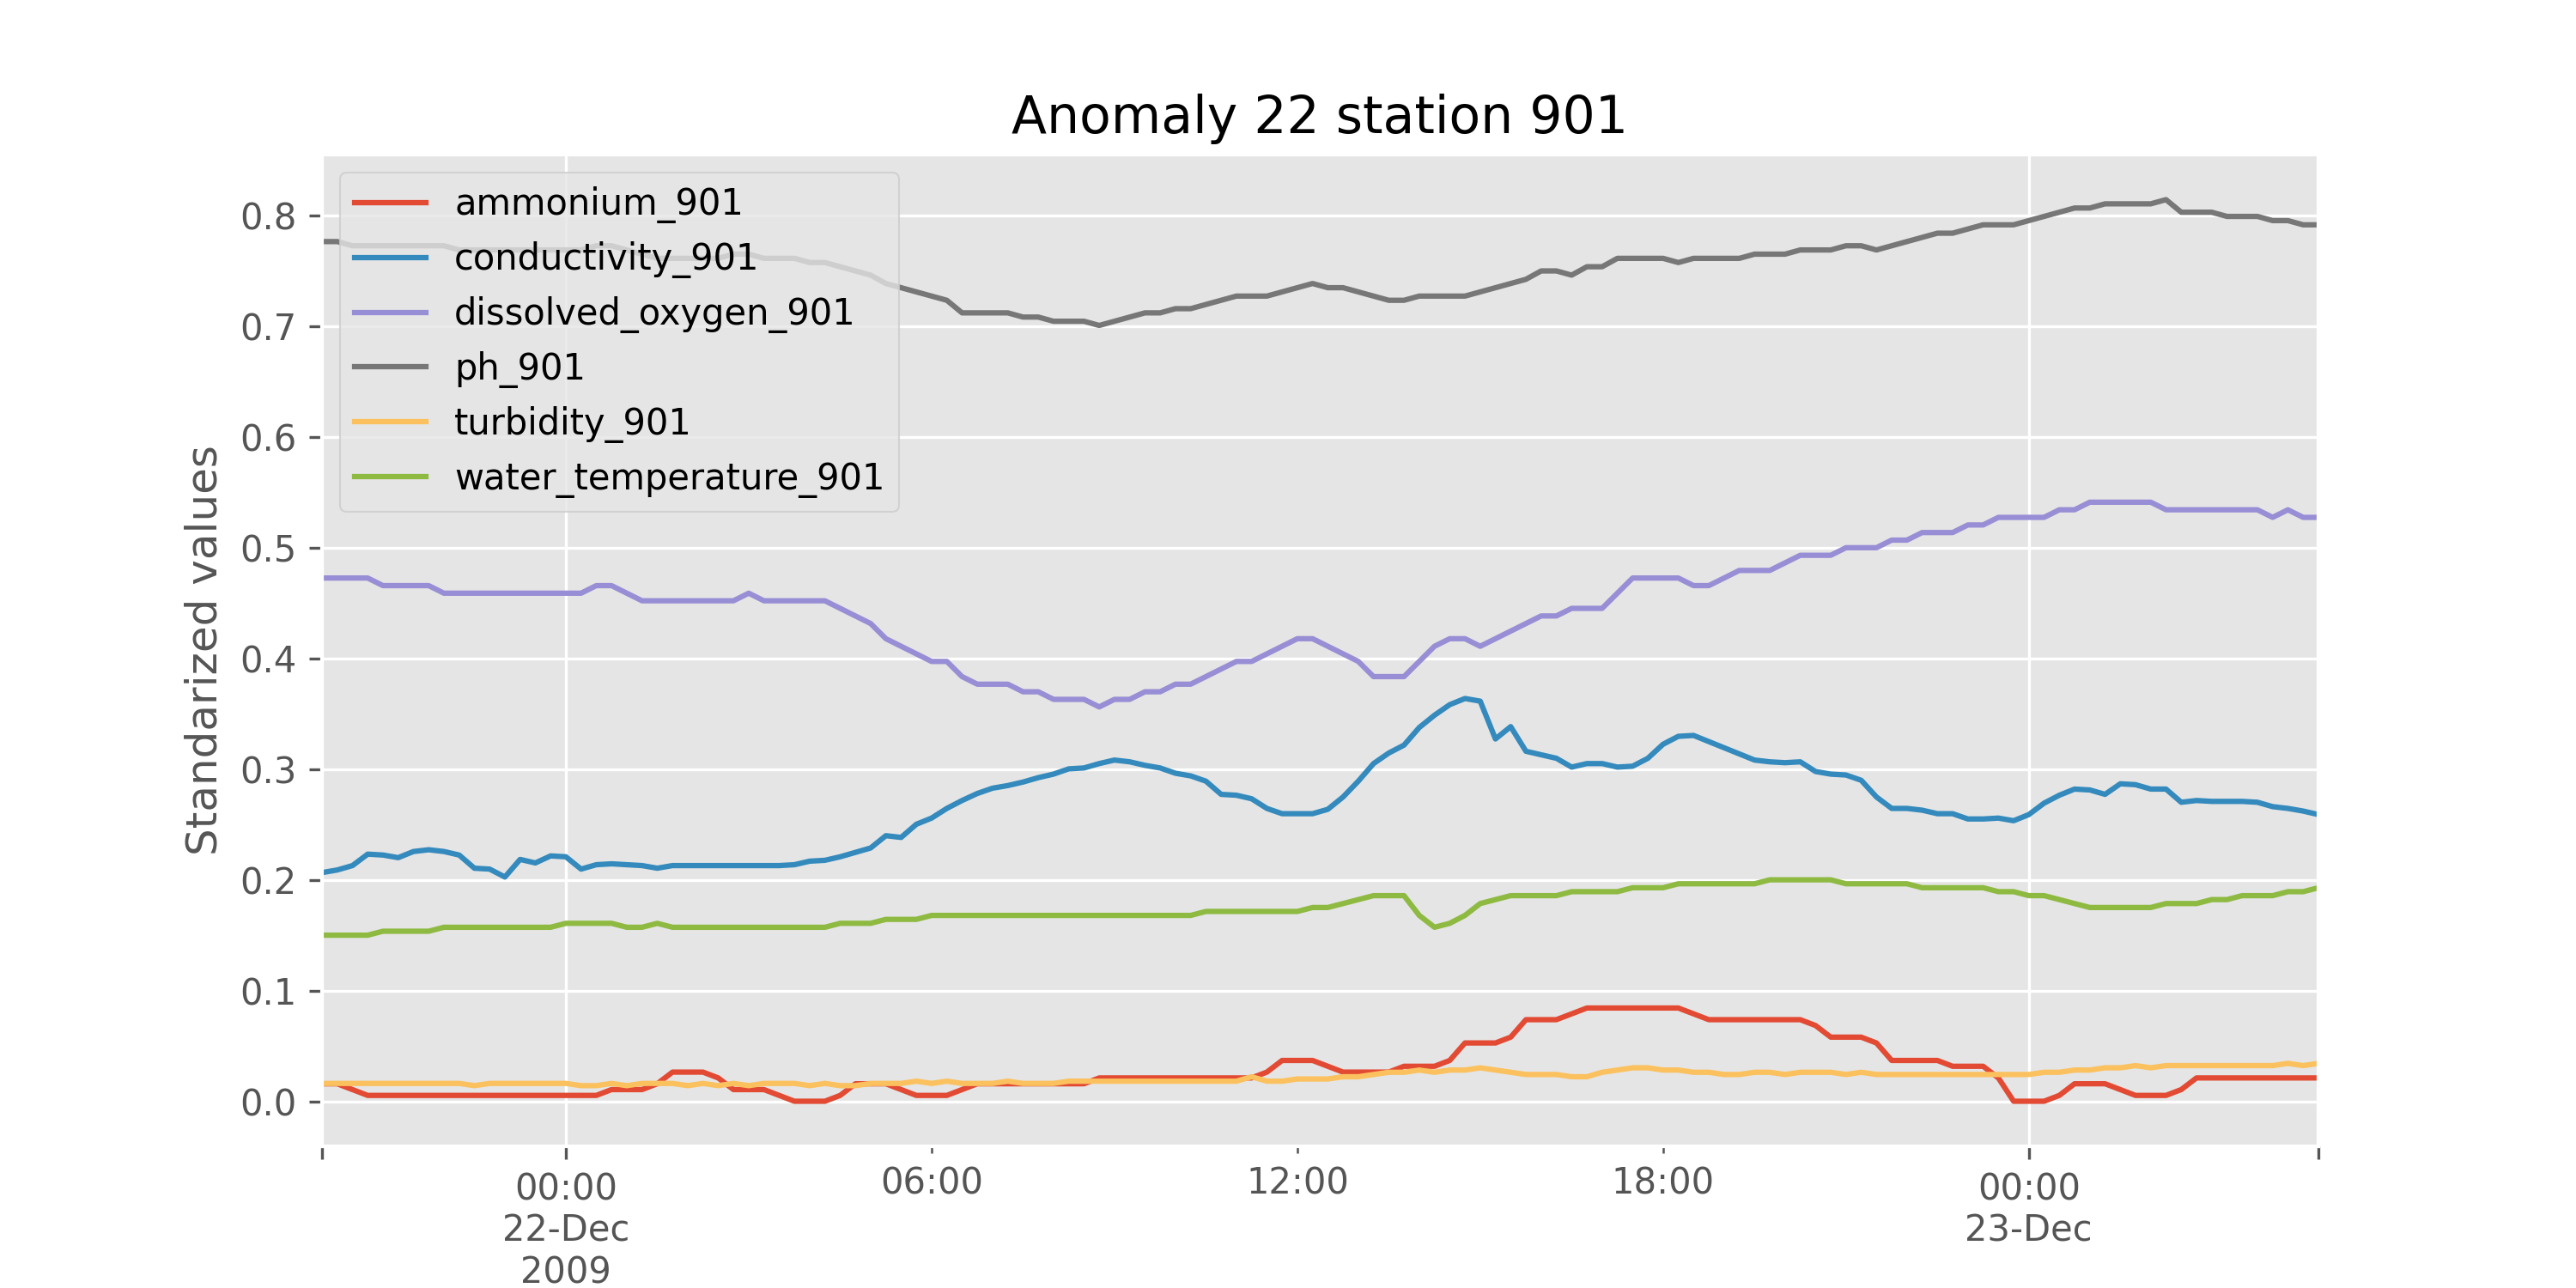 Anomaly 22 station 901
ammonium_901
conductivity_901
dissolved_oxygen_901
ph_901
turbidity_901
water_temperature_901
Standarized values
0.8
0.7
0.6
0.5
0.4
0.3
0.2
0.1
0.0
00:00
22-Dec
2009
06:00
12:00
18:00
00:00
23-Dec